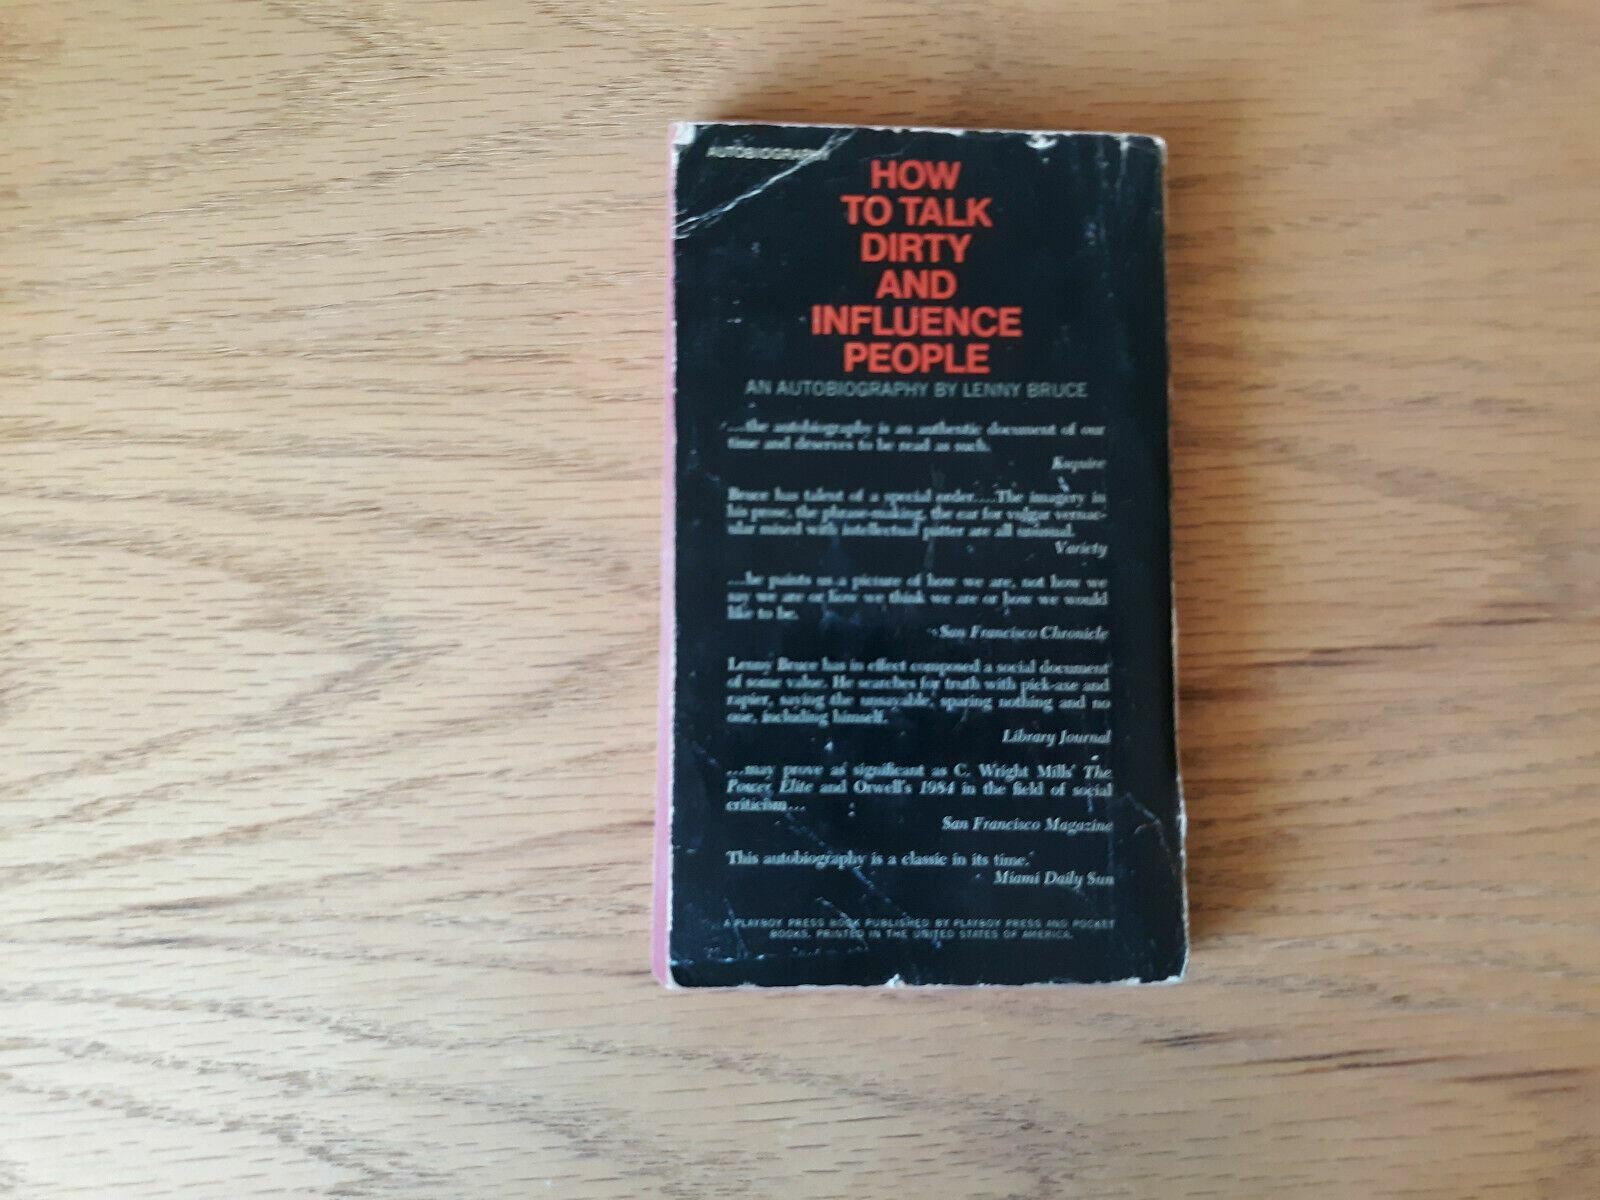 AUTOBIOGRAPHY
HOW
TO TALK
DIRTY
AND
INFLUENCE
PEOPLE
AN AUTOBIOGRAPHY BY LENNY BRUCE
...the autobiography is an authentic document of our
time and deserves to be read as such.
Esquire
Bruce has talent of a special order....The imagery in
his prose, the phrase-making, the ear for vulgar vernac-
ular mixed with intellectual patter are all unusual.
Variety
...he paints us a picture of how we are, not how we
say we are or how we think we are or how we would
like to be.
San Francisco Chronicle
Lenny Bruce has in effect composed a social document
of some value. He searches for truth with pick-axe and
rapier, saying the unsayable, sparing nothing and no
one, including himself.
Library Journal
...may prove as significant as C. Wright Mills' The
Power Elite and Orwell's 1984 in the field of social
criticism...
San Francisco Magazine
This autobiography is a classic in its time.
Miami Daily Sun
A PLAYBOY PRESS BOOK PUBLISHED BY PLAYBOY PRESS AND POCKET
BOOKS. PRINTED IN THE UNITED STATES OF AMERICA.